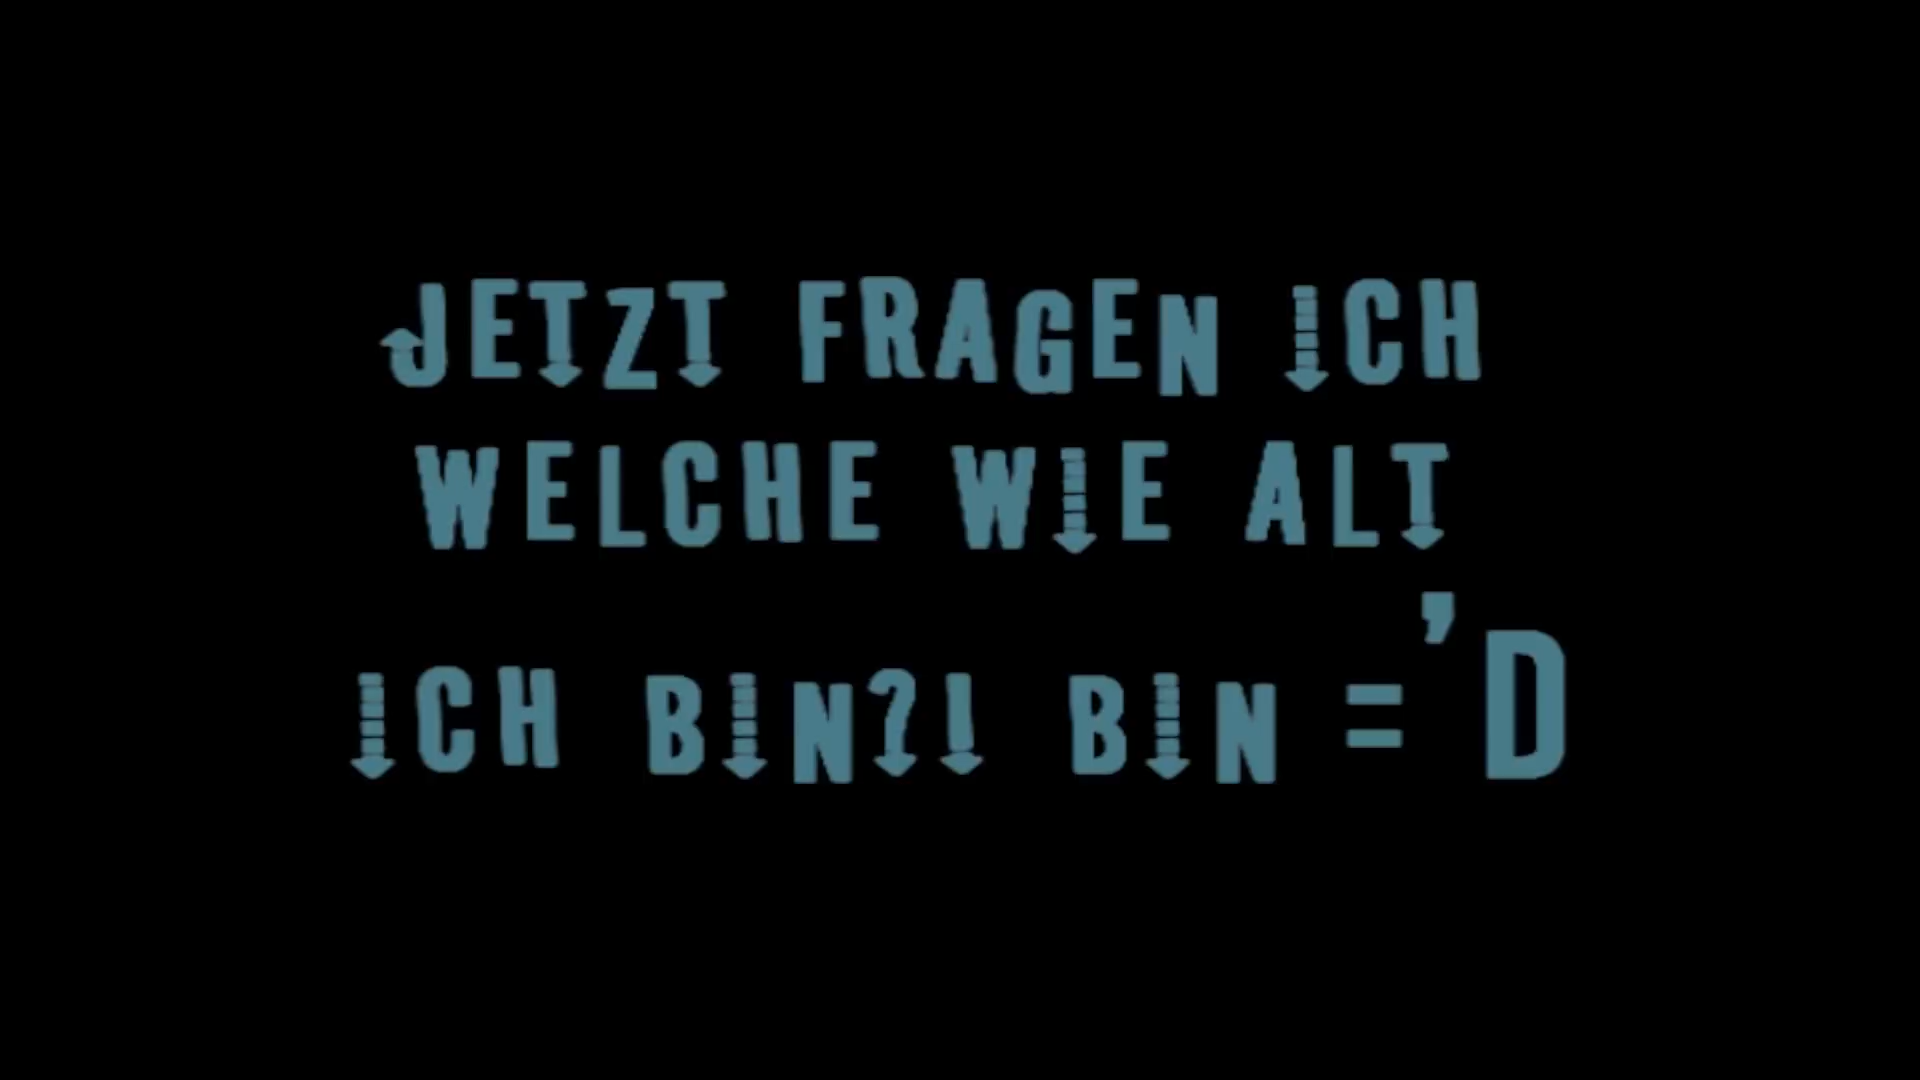 JETZT FRAGEN ICH
WELCHE WIE ALT
ICH BIN?! BIN ='D